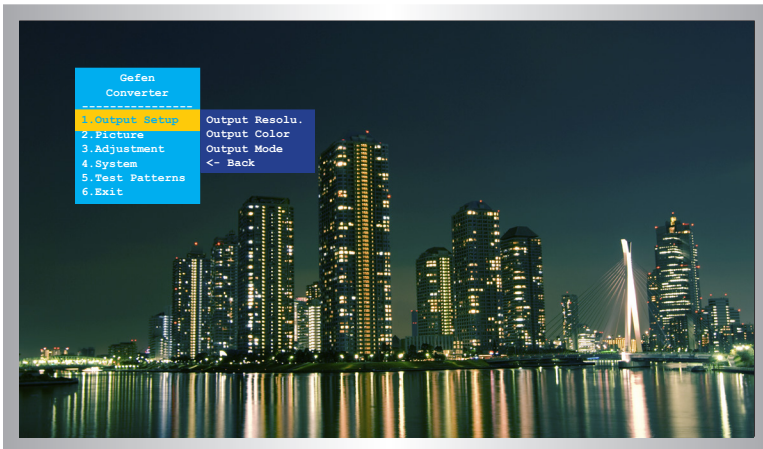 Gefen
Converter
----------------
1.Output Setup
2.Picture
3.Adjustment
4.System
5.Test Patterns
6.Exit
Output Resolu.
Output Color
Output Mode
<- Back